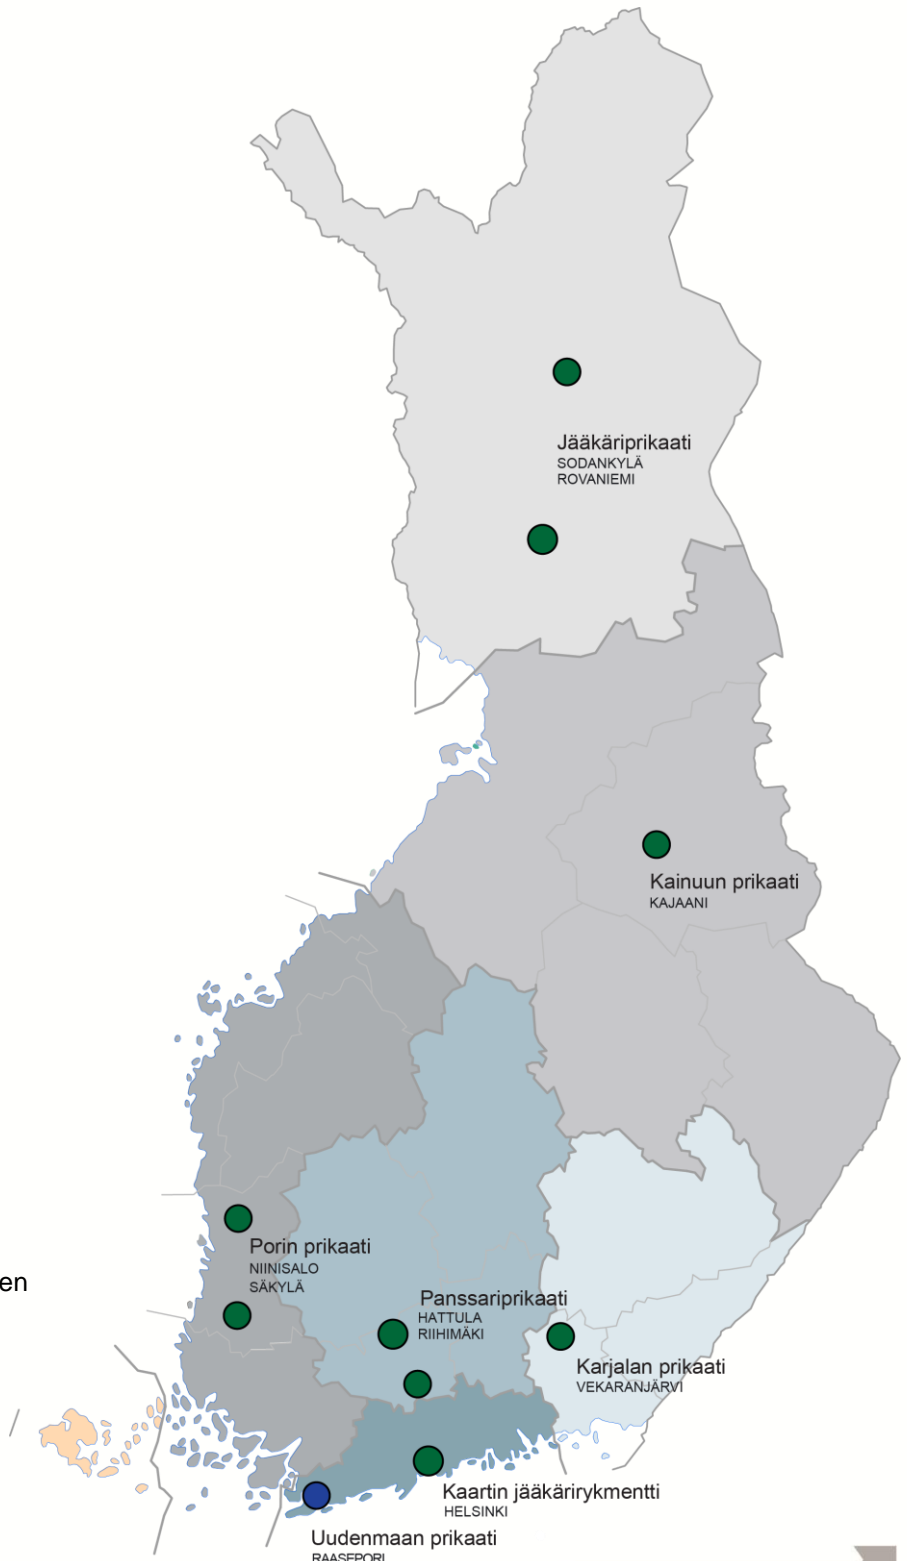 Jääkäriprikaati
SODANKYLÄ
ROVANIEMI
Kainuun prikaati
KAJAANI
Porin prikaati
NIINISALO
SÄKYLÄ
en
Panssariprikaati
HATTULA
RIIHIMÄKI
Karjalan prikaati
VEKARANJÄRVI
Kaartin jääkärirykmentti
HELSINKI
Uudenmaan prikaati
RAASEPORI